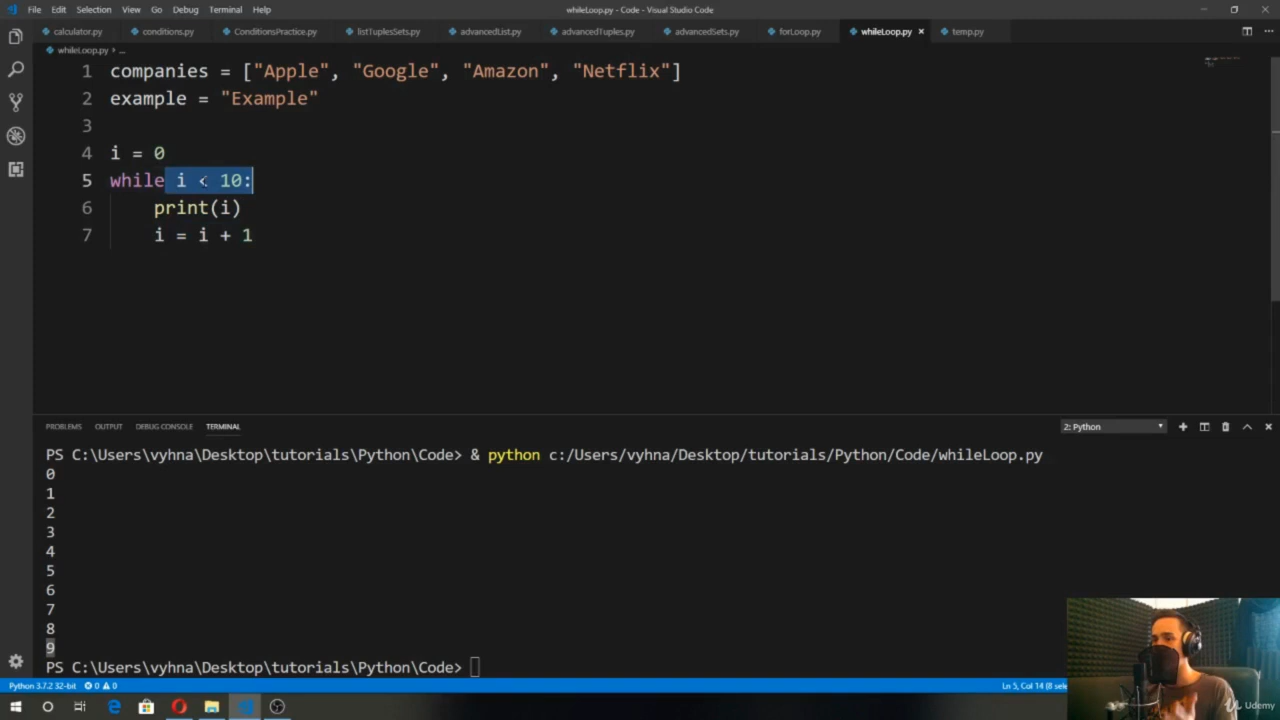 File Edit Selection View Go Debug Terminal Help whileLoop.py - Code - Visual Studio Code
calculator.py conditions.py ConditionsPractice.py listTuplesSets.py advancedList.py advancedTuples.py advancedSets.py forLoop.py whileLoop.py × temp.py
whileLoop.py > ...
1 companies = ["Apple", "Google", "Amazon", "Netflix"]
2 example = "Example"
3
4 i = 0
5 while i < 10:
6 print(i)
7 i = i + 1
PROBLEMS OUTPUT DEBUG CONSOLE TERMINAL 2: Python
PS C:\Users\vyhna\Desktop\tutorials\Python\Code> & python c:/Users/vyhna/Desktop/tutorials/Python/Code/whileLoop.py
0
1
2
3
4
5
6
7
8
9
PS C:\Users\vyhna\Desktop\tutorials\Python\Code>
Python 3.7.2 32-bit 0 0 Ln 5, Col 14 (8 sele
Udemy